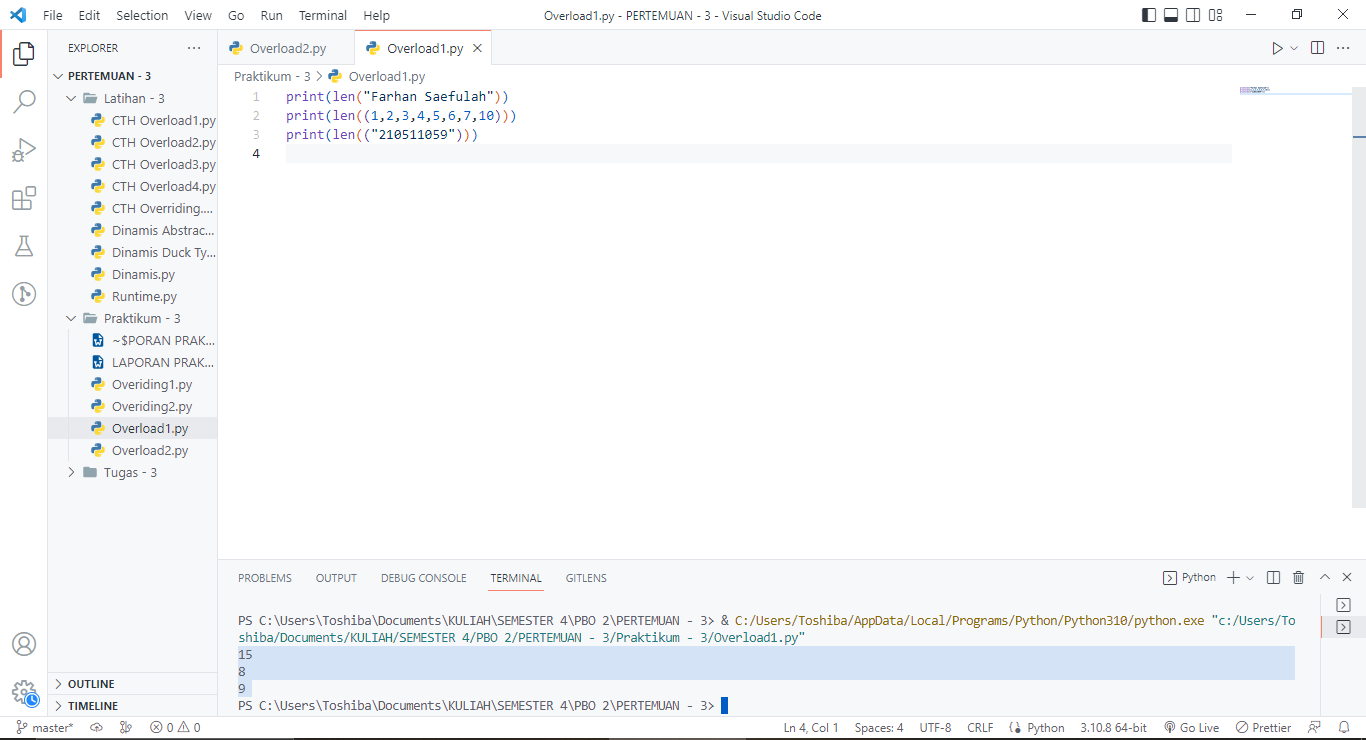 File Edit Selection View Go Run Terminal Help
Overload1.py - PERTEMUAN - 3 - Visual Studio Code
EXPLORER
PERTEMUAN - 3
Latihan - 3
CTH Overload1.py
CTH Overload2.py
CTH Overload3.py
CTH Overload4.py
CTH Overriding....
Dinamis Abstrac...
Dinamis Duck Ty...
Dinamis.py
Runtime.py
Praktikum - 3
~$PORAN PRAK...
LAPORAN PRAK...
Overiding1.py
Overiding2.py
Overload1.py
Overload2.py
Tugas - 3
OUTLINE
TIMELINE
Overload2.py Overload1.py
Praktikum - 3 > Overload1.py
1 print(len("Farhan Saefulah"))
2 print(len((1,2,3,4,5,6,7,10)))
3 print(len(("210511059")))
4
PROBLEMS OUTPUT DEBUG CONSOLE TERMINAL GITLENS
Python
PS C:\Users\Toshiba\Documents\KULIAH\SEMESTER 4\PBO 2\PERTEMUAN - 3> & C:/Users/Toshiba/AppData/Local/Programs/Python/Python310/python.exe "c:/Users/To
shiba/Documents/KULIAH/SEMESTER 4/PBO 2/PERTEMUAN - 3/Praktikum - 3/Overload1.py"
15
8
9
PS C:\Users\Toshiba\Documents\KULIAH\SEMESTER 4\PBO 2\PERTEMUAN - 3>
master* 0 0 Ln 4, Col 1 Spaces: 4 UTF-8 CRLF Python 3.10.8 64-bit Go Live Prettier